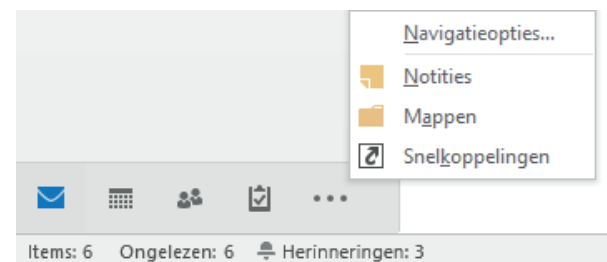 Navigatieopties...
Notities
Mappen
Snelkoppelingen
Items: 6 Ongelezen: 6 Herinneringen: 3